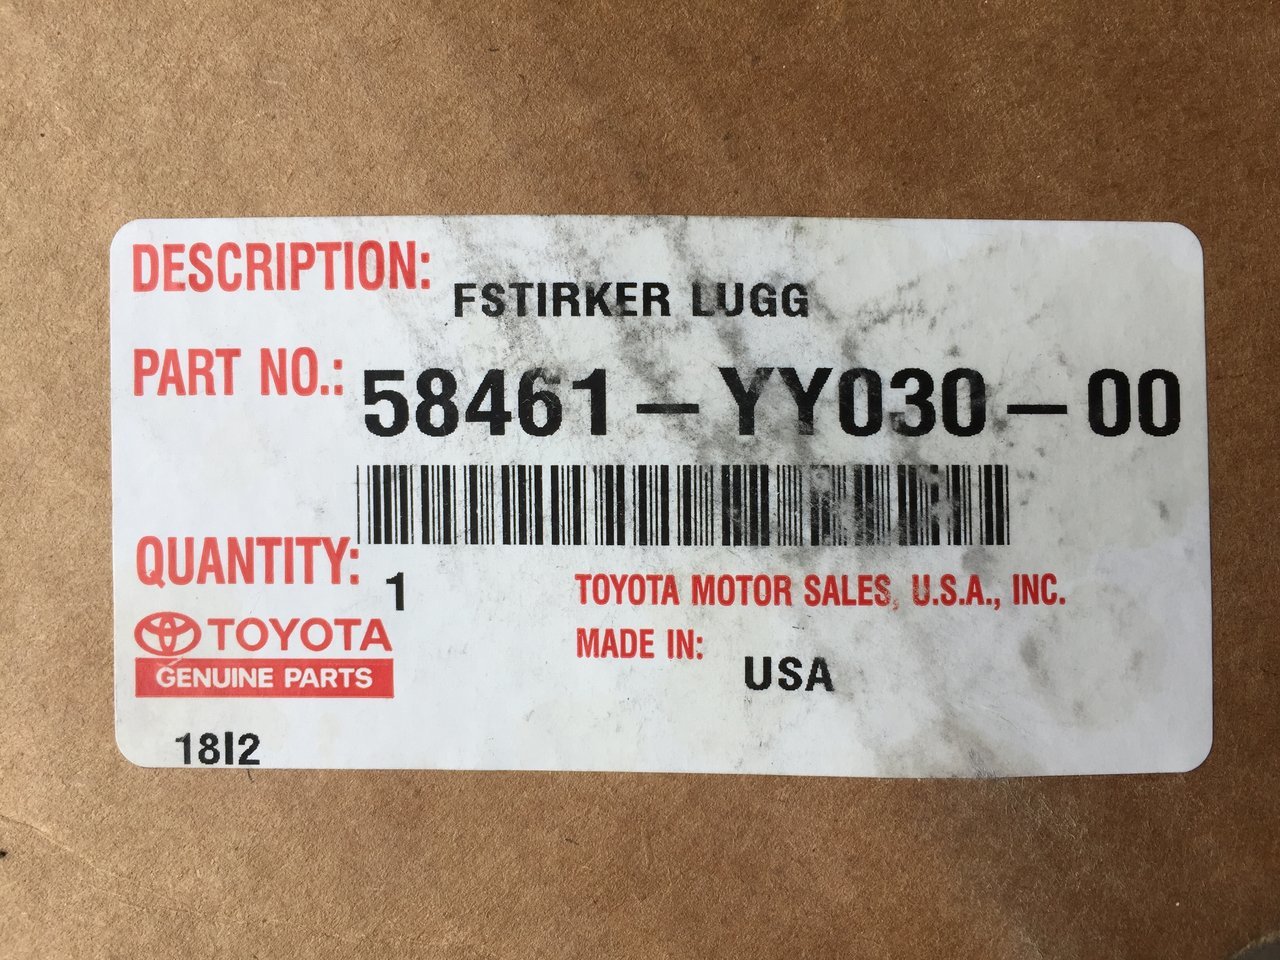 DESCRIPTION: FSTIRKER LUGG
PART NO.: 58461-YY030-00
QUANTITY: 1
TOYOTA MOTOR SALES, U.S.A., INC.
TOYOTA
MADE IN: USA
GENUINE PARTS
18I2